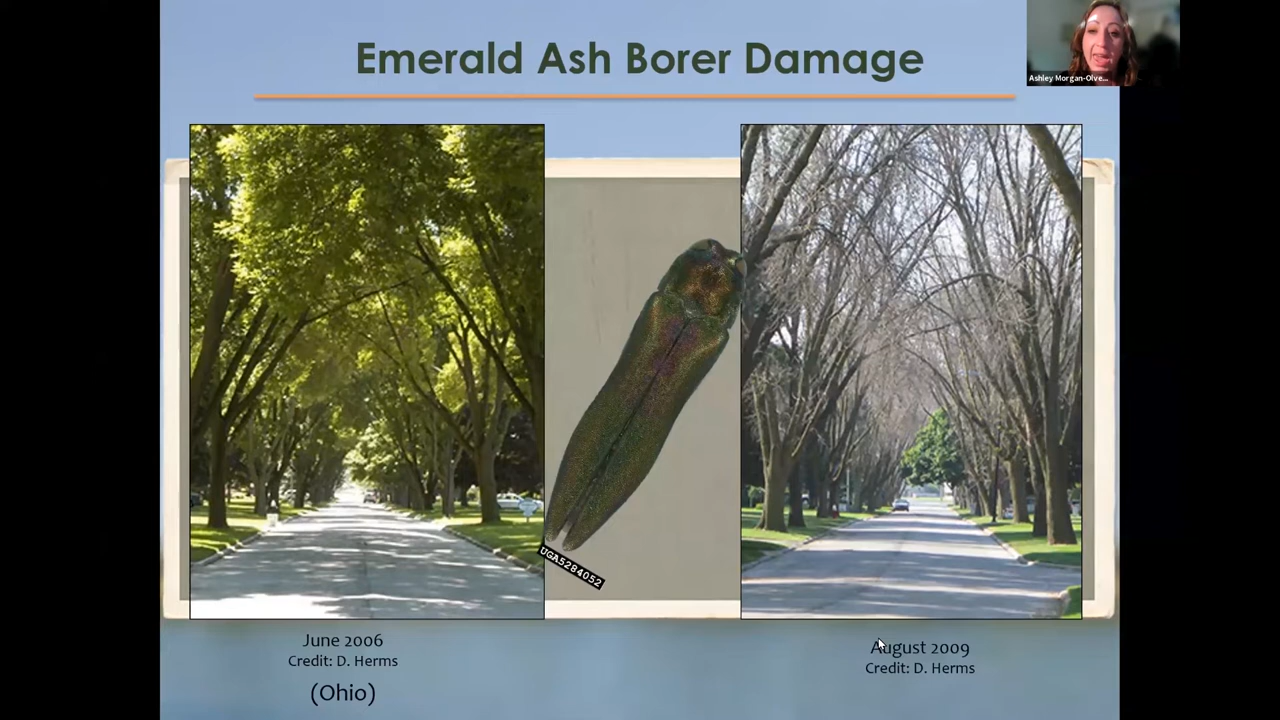 Emerald Ash Borer Damage
Ashley Morgan-Olve...
UGA5284052
June 2006
Credit: D. Herms
(Ohio)
August 2009
Credit: D. Herms